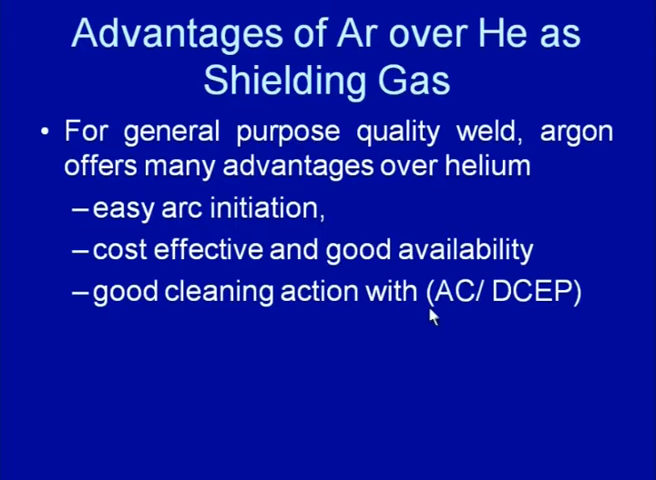 Advantages of Ar over He as
Shielding Gas
• For general purpose quality weld, argon
offers many advantages over helium
–easy arc initiation,
–cost effective and good availability
–good cleaning action with (AC/ DCEP)